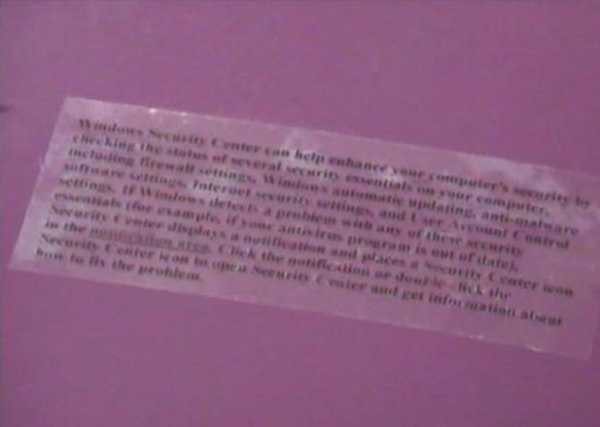 Windows Security Center can help enhance your computer's security by
checking the status of several security essentials on your computer,
including firewall settings, Windows automatic updating, anti-malware
software settings, Internet security settings, and User Account Control
settings. If Windows detects a problem with any of these security
essentials (for example, if your antivirus program is out of date),
Security Center displays a notification and places a Security Center icon
in the notification area. Click the notification or double-click the
Security Center icon to open Security Center and get information about
how to fix the problem.